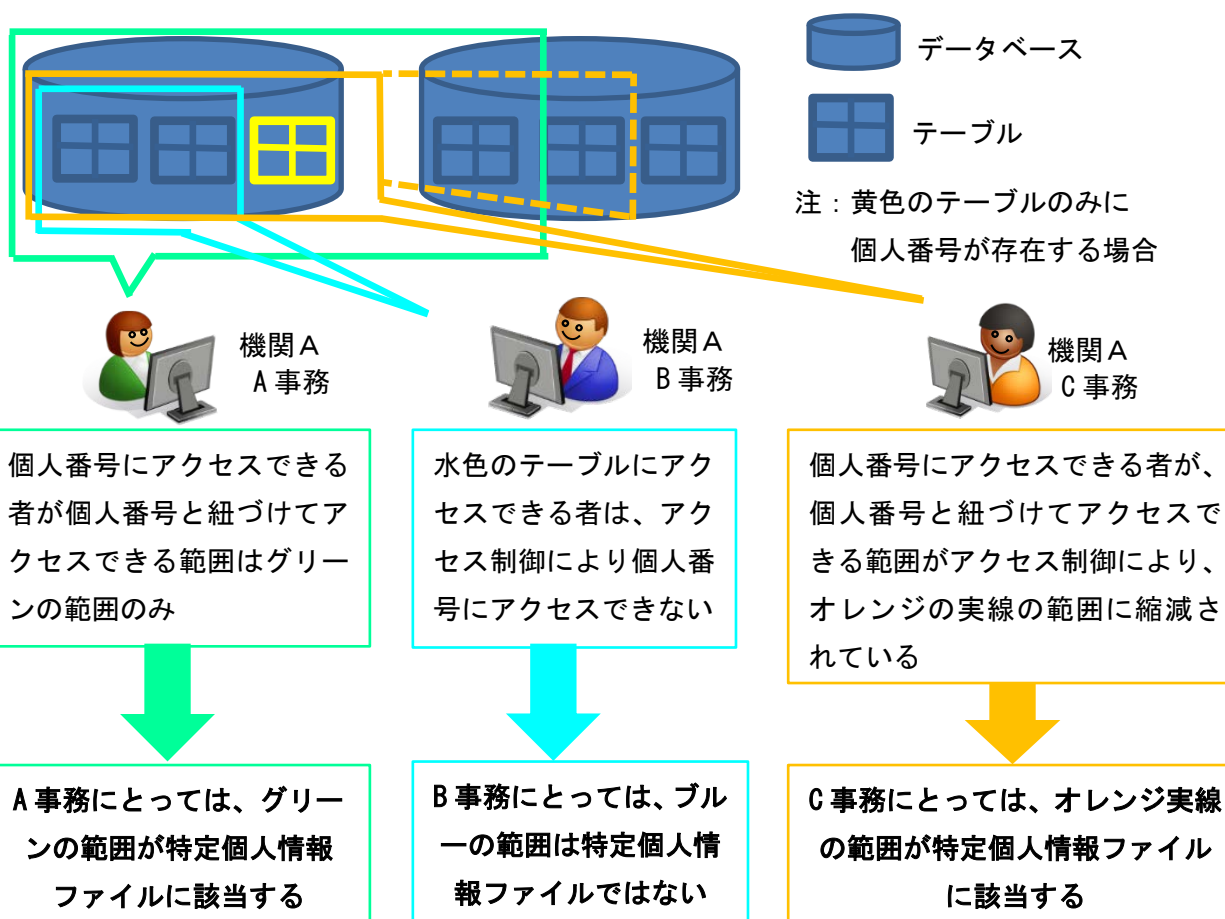 データベース
テーブル
注：黄色のテーブルのみに
個人番号が存在する場合
機関Ａ
A 事務
機関Ａ
B 事務
機関Ａ
C 事務
個人番号にアクセスできる
者が個人番号と紐づけてア
クセスできる範囲はグリー
ンの範囲のみ
水色のテーブルにアク
セスできる者は、アク
セス制御により個人番
号にアクセスできない
個人番号にアクセスできる者が、
個人番号と紐づけてアクセスで
きる範囲がアクセス制御により、
オレンジの実線の範囲に縮減さ
れている
A 事務にとっては、グリー
ンの範囲が特定個人情報
ファイルに該当する
B 事務にとっては、ブル
ーの範囲は特定個人情
報ファイルではない
C 事務にとっては、オレンジ実線
の範囲が特定個人情報ファイル
に該当する